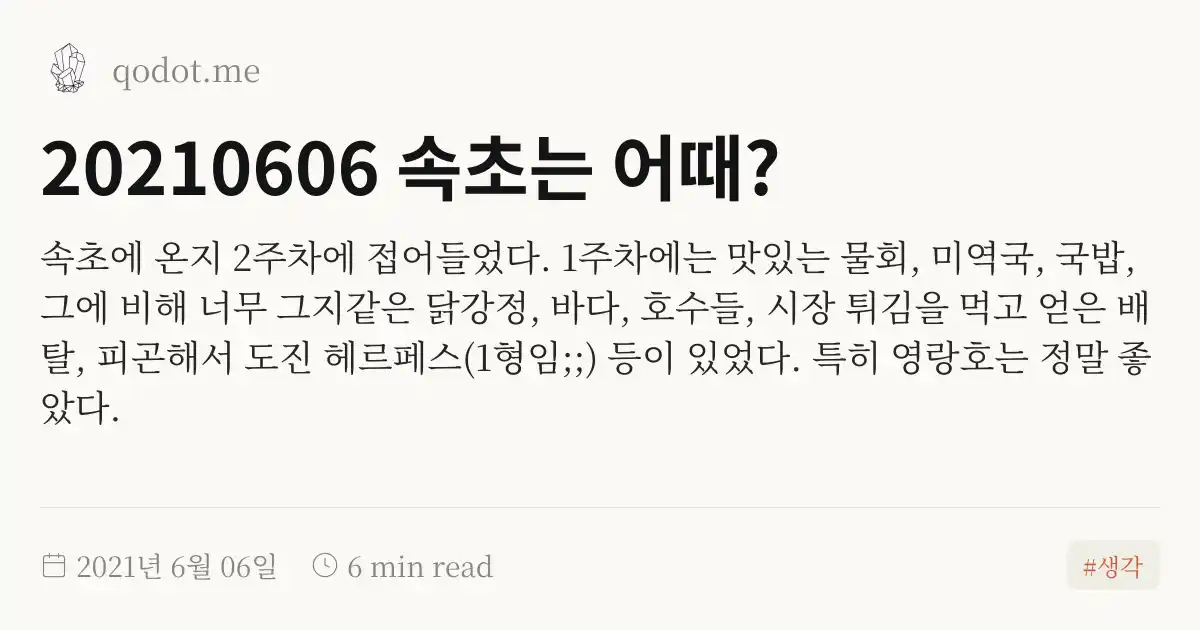 qodot.me
20210606 속초는 어때?
속초에 온지 2주차에 접어들었다. 1주차에는 맛있는 물회, 미역국, 국밥,
그에 비해 너무 그지같은 닭강정, 바다, 호수들, 시장 튀김을 먹고 얻은 배
탈, 피곤해서 도진 헤르페스(1형임;;) 등이 있었다. 특히 영랑호는 정말 좋
았다.
2021년 6월 06일 6 min read #생각